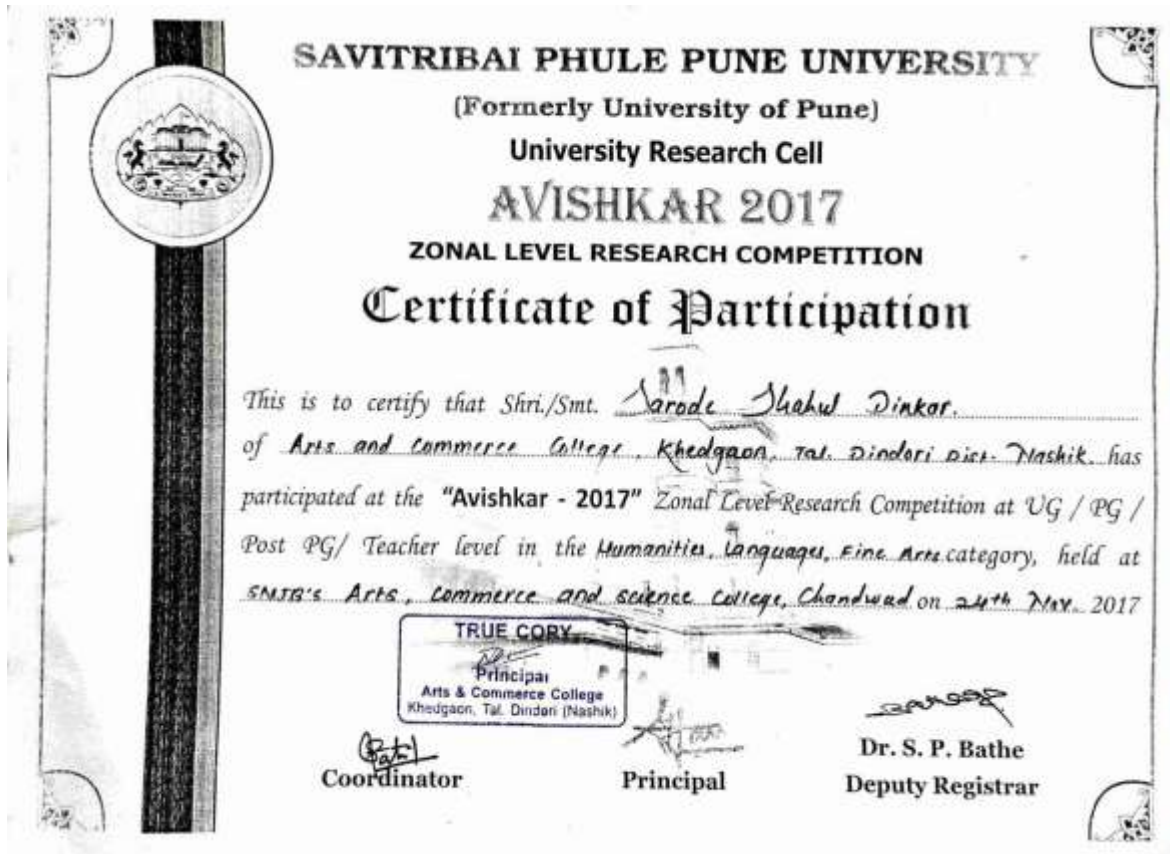 SAVITRIBAI PHULE PUNE UNIVERSITY
(Formerly University of Pune)
University Research Cell
AVISHKAR 2017
ZONAL LEVEL RESEARCH COMPETITION
Certificate of Participation
This is to certify that Shri./Smt. Sarode Dinkar.
of Arts and Commerce College, Khedgaon, Tal. Dindori Dist. Nashik. has
participated at the "Avishkar - 2017" Zonal Level Research Competition at UG / PG /
Post PG/ Teacher level in the Humanities, Languages, Fine Arts category, held at
SNJB's Arts, Commerce and science College, Chandwad on 24th Nov. 2017
TRUE COPY
Principal
Arts & Commerce College
Khedgaon, Tal. Dindori (Nashik)
Coordinator
Principal
Dr. S. P. Bathe
Deputy Registrar